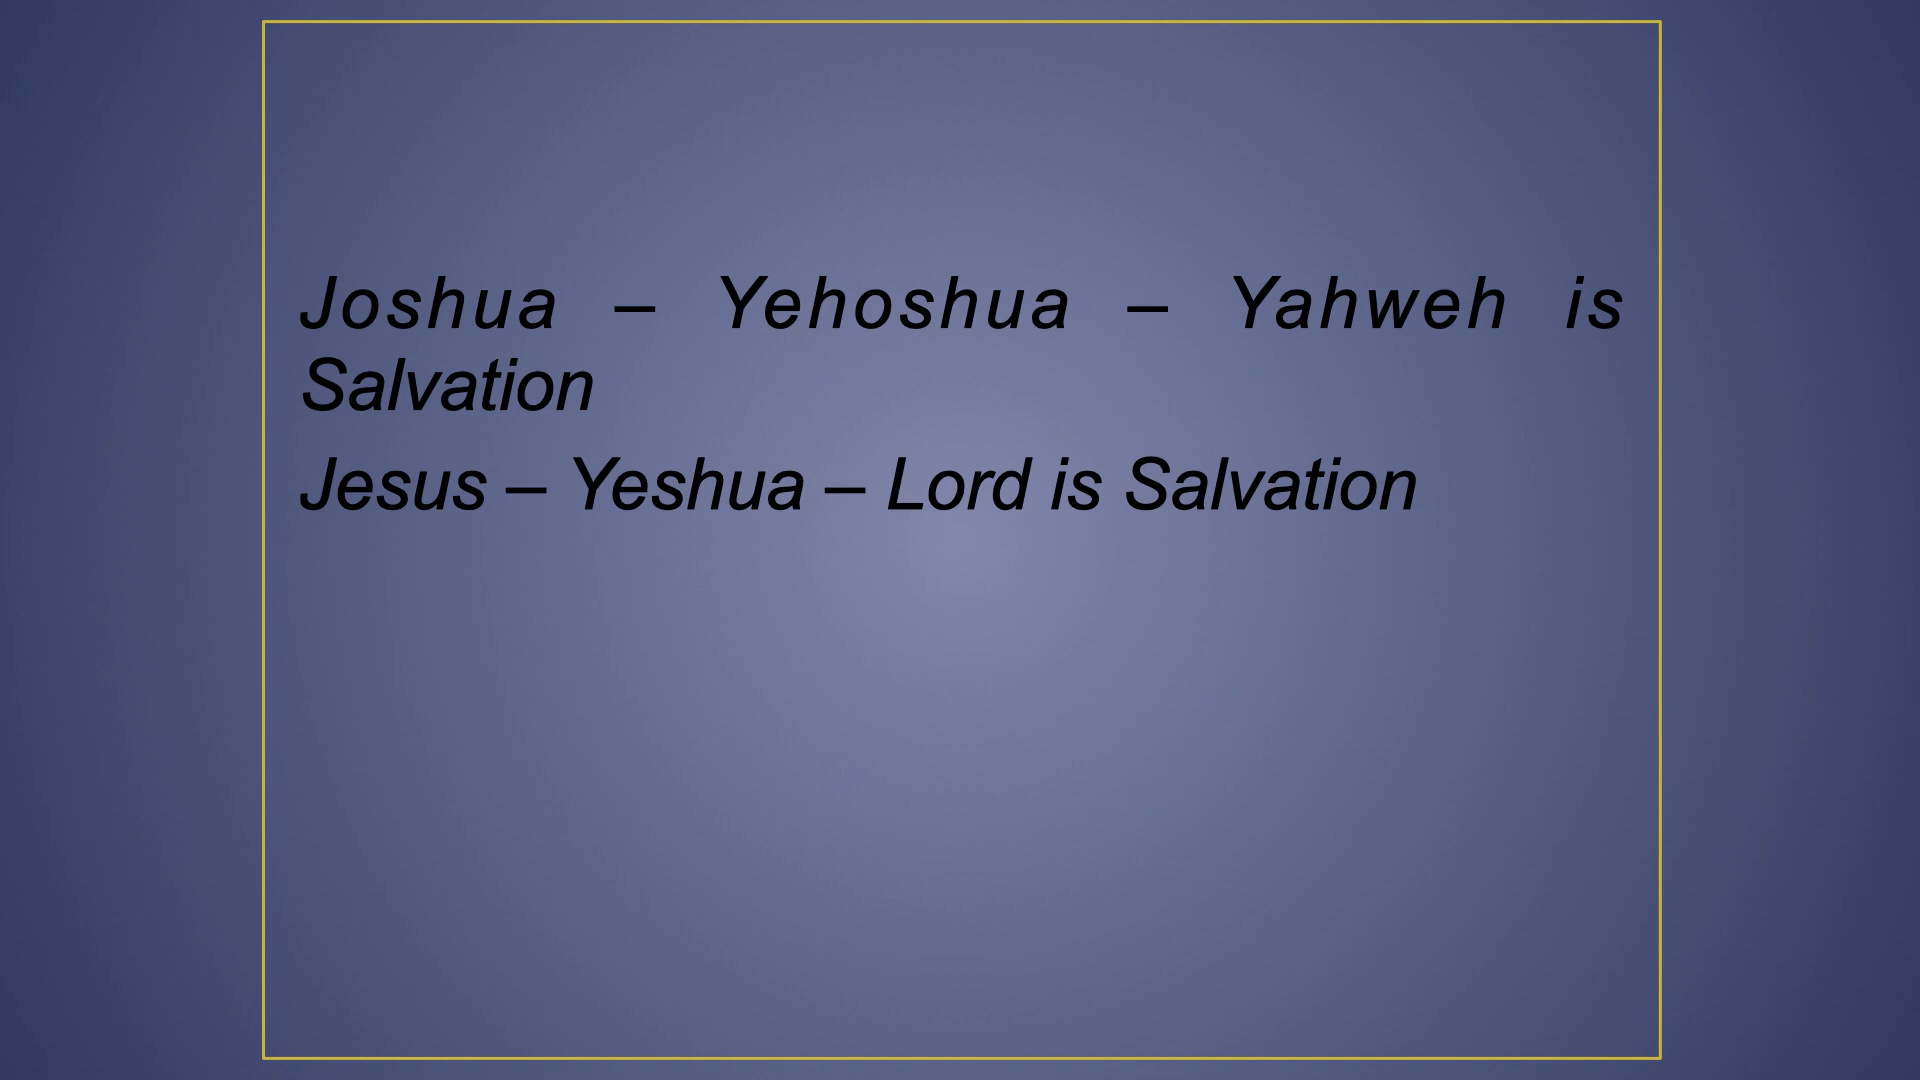 Joshua – Yehoshua – Yahweh is
Salvation
Jesus – Yeshua – Lord is Salvation